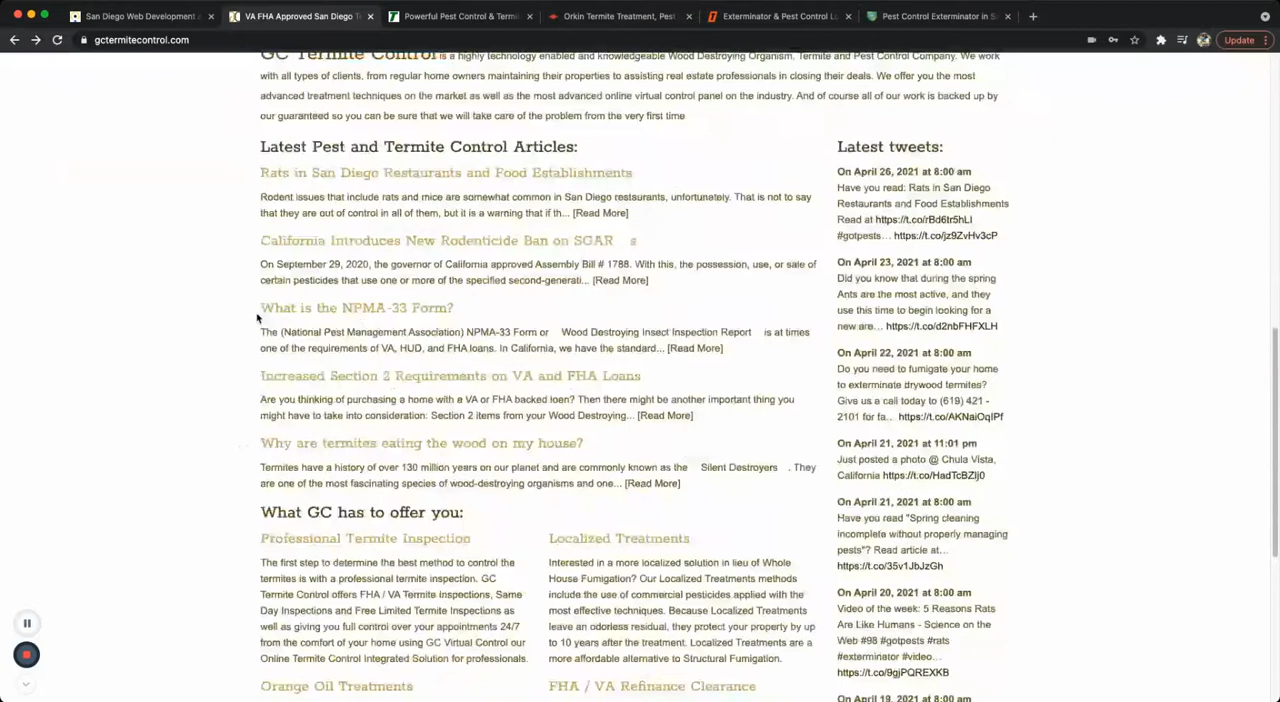 San Diego Web Development a
VA FHA Approved San Diego T
Powerful Pest Control & Termi
Orkin Termite Treatment, Pest
Exterminator & Pest Control Lo
Pest Control Exterminator in S
gctermitecontrol.com
Update
GC Termite Control is a highly technology enabled and knowledgeable Wood Destroying Organism, Termite and Pest Control Company. We work
with all types of clients, from regular home owners maintaining their properties to assisting real estate professionals in closing their deals. We offer you the most
advanced treatment techniques on the market as well as the most advanced online virtual control panel on the industry. And of course all of our work is backed up by
our guaranteed so you can be sure that we will take care of the problem from the very first time
Latest Pest and Termite Control Articles:
Rats in San Diego Restaurants and Food Establishments
Rodent issues that include rats and mice are somewhat common in San Diego restaurants, unfortunately. That is not to say
that they are out of control in all of them, but it is a warning that if th... [Read More]
California Introduces New Rodenticide Ban on SGAR s
On September 29, 2020, the governor of California approved Assembly Bill # 1788. With this, the possession, use, or sale of
certain pesticides that use one or more of the specified second-generati... [Read More]
What is the NPMA-33 Form?
The (National Pest Management Association) NPMA-33 Form or Wood Destroying Insect Inspection Report is at times
one of the requirements of VA, HUD, and FHA loans. In California, we have the standard... [Read More]
Increased Section 2 Requirements on VA and FHA Loans
Are you thinking of purchasing a home with a VA or FHA backed loan? Then there might be another important thing you
might have to take into consideration: Section 2 items from your Wood Destroying... [Read More]
Why are termites eating the wood on my house?
Termites have a history of over 130 million years on our planet and are commonly known as the Silent Destroyers . They
are one of the most fascinating species of wood-destroying organisms and one... [Read More]
What GC has to offer you:
Professional Termite Inspection
The first step to determine the best method to control the
termites is with a professional termite inspection. GC
Termite Control offers FHA / VA Termite Inspections, Same
Day Inspections and Free Limited Termite Inspections as
well as giving you full control over your appointments 24/7
from the comfort of your home using GC Virtual Control our
Online Termite Control Integrated Solution for professionals.
Localized Treatments
Interested in a more localized solution in lieu of Whole
House Fumigation? Our Localized Treatments methods
include the use of commercial pesticides applied with the
most effective techniques. Because Localized Treatments
leave an odorless residual, they protect your property by up
to 10 years after the treatment. Localized Treatments are a
more affordable alternative to Structural Fumigation.
Orange Oil Treatments
FHA / VA Refinance Clearance
Latest tweets:
On April 26, 2021 at 8:00 am
Have you read: Rats in San Diego
Restaurants and Food Establishments
Read at https://t.co/rBd6tr5hLI
#gotpests… https://t.co/jz9ZvHv3cP
On April 23, 2021 at 8:00 am
Did you know that during the spring
Ants are the most active, and they
use this time to begin looking for a
new are… https://t.co/d2nbFHFXLH
On April 22, 2021 at 8:00 am
Do you need to fumigate your home
to exterminate drywood termites?
Give us a call today to (619) 421 -
2101 for fa… https://t.co/AKNaiOqIPf
On April 21, 2021 at 11:01 pm
Just posted a photo @ Chula Vista,
California https://t.co/HadTcBZlj0
On April 21, 2021 at 8:00 am
Have you read "Spring cleaning
incomplete without properly managing
pests"? Read article at…
https://t.co/35v1JbJzGh
On April 20, 2021 at 8:00 am
Video of the week: 5 Reasons Rats
Are Like Humans - Science on the
Web #98 #gotpests #rats
#exterminator #video…
https://t.co/9gjPQREXKB
On April 19, 2021 at 8:00 am